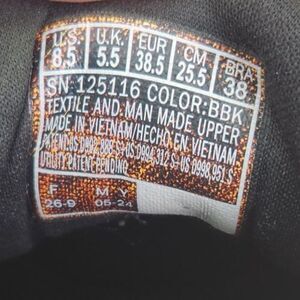 U.S. U.K. EUR CM BRA
8.5 5.5 38.5 25.5 38
SN:125116 COLOR:BBK
TEXTILE AND MAN MADE UPPER
MADE IN VIETNAM/HECHO EN VIETNAM
UTILITY PATENT PENDING
F M Y
26-9 05-24